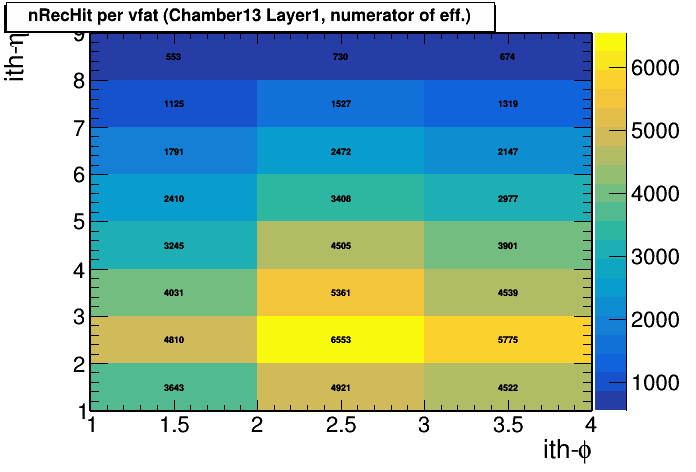 nRecHit per vfat (Chamber13 Layer1, numerator of eff.)
ith-η
9
8
7
6
5
4
3
2
1
553 730 674
1125 1527 1319
1791 2472 2147
2410 3408 2977
3245 4505 3901
4031 5361 4539
4810 6553 5775
3643 4921 4522
1 1.5 2 2.5 3 3.5 4
ith-ϕ
6000
5000
4000
3000
2000
1000